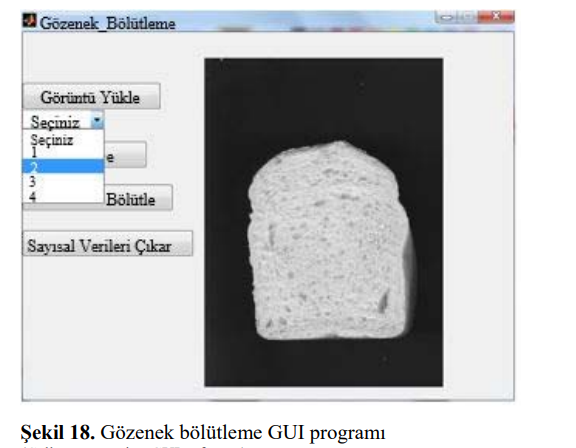 Gözenek_Bölütleme
Görüntü Yükle
Seçiniz
Seçiniz
1
2
3
4
e
Bölütle
Sayısal Verileri Çıkar
Şekil 18. Gözenek bölütleme GUI programı